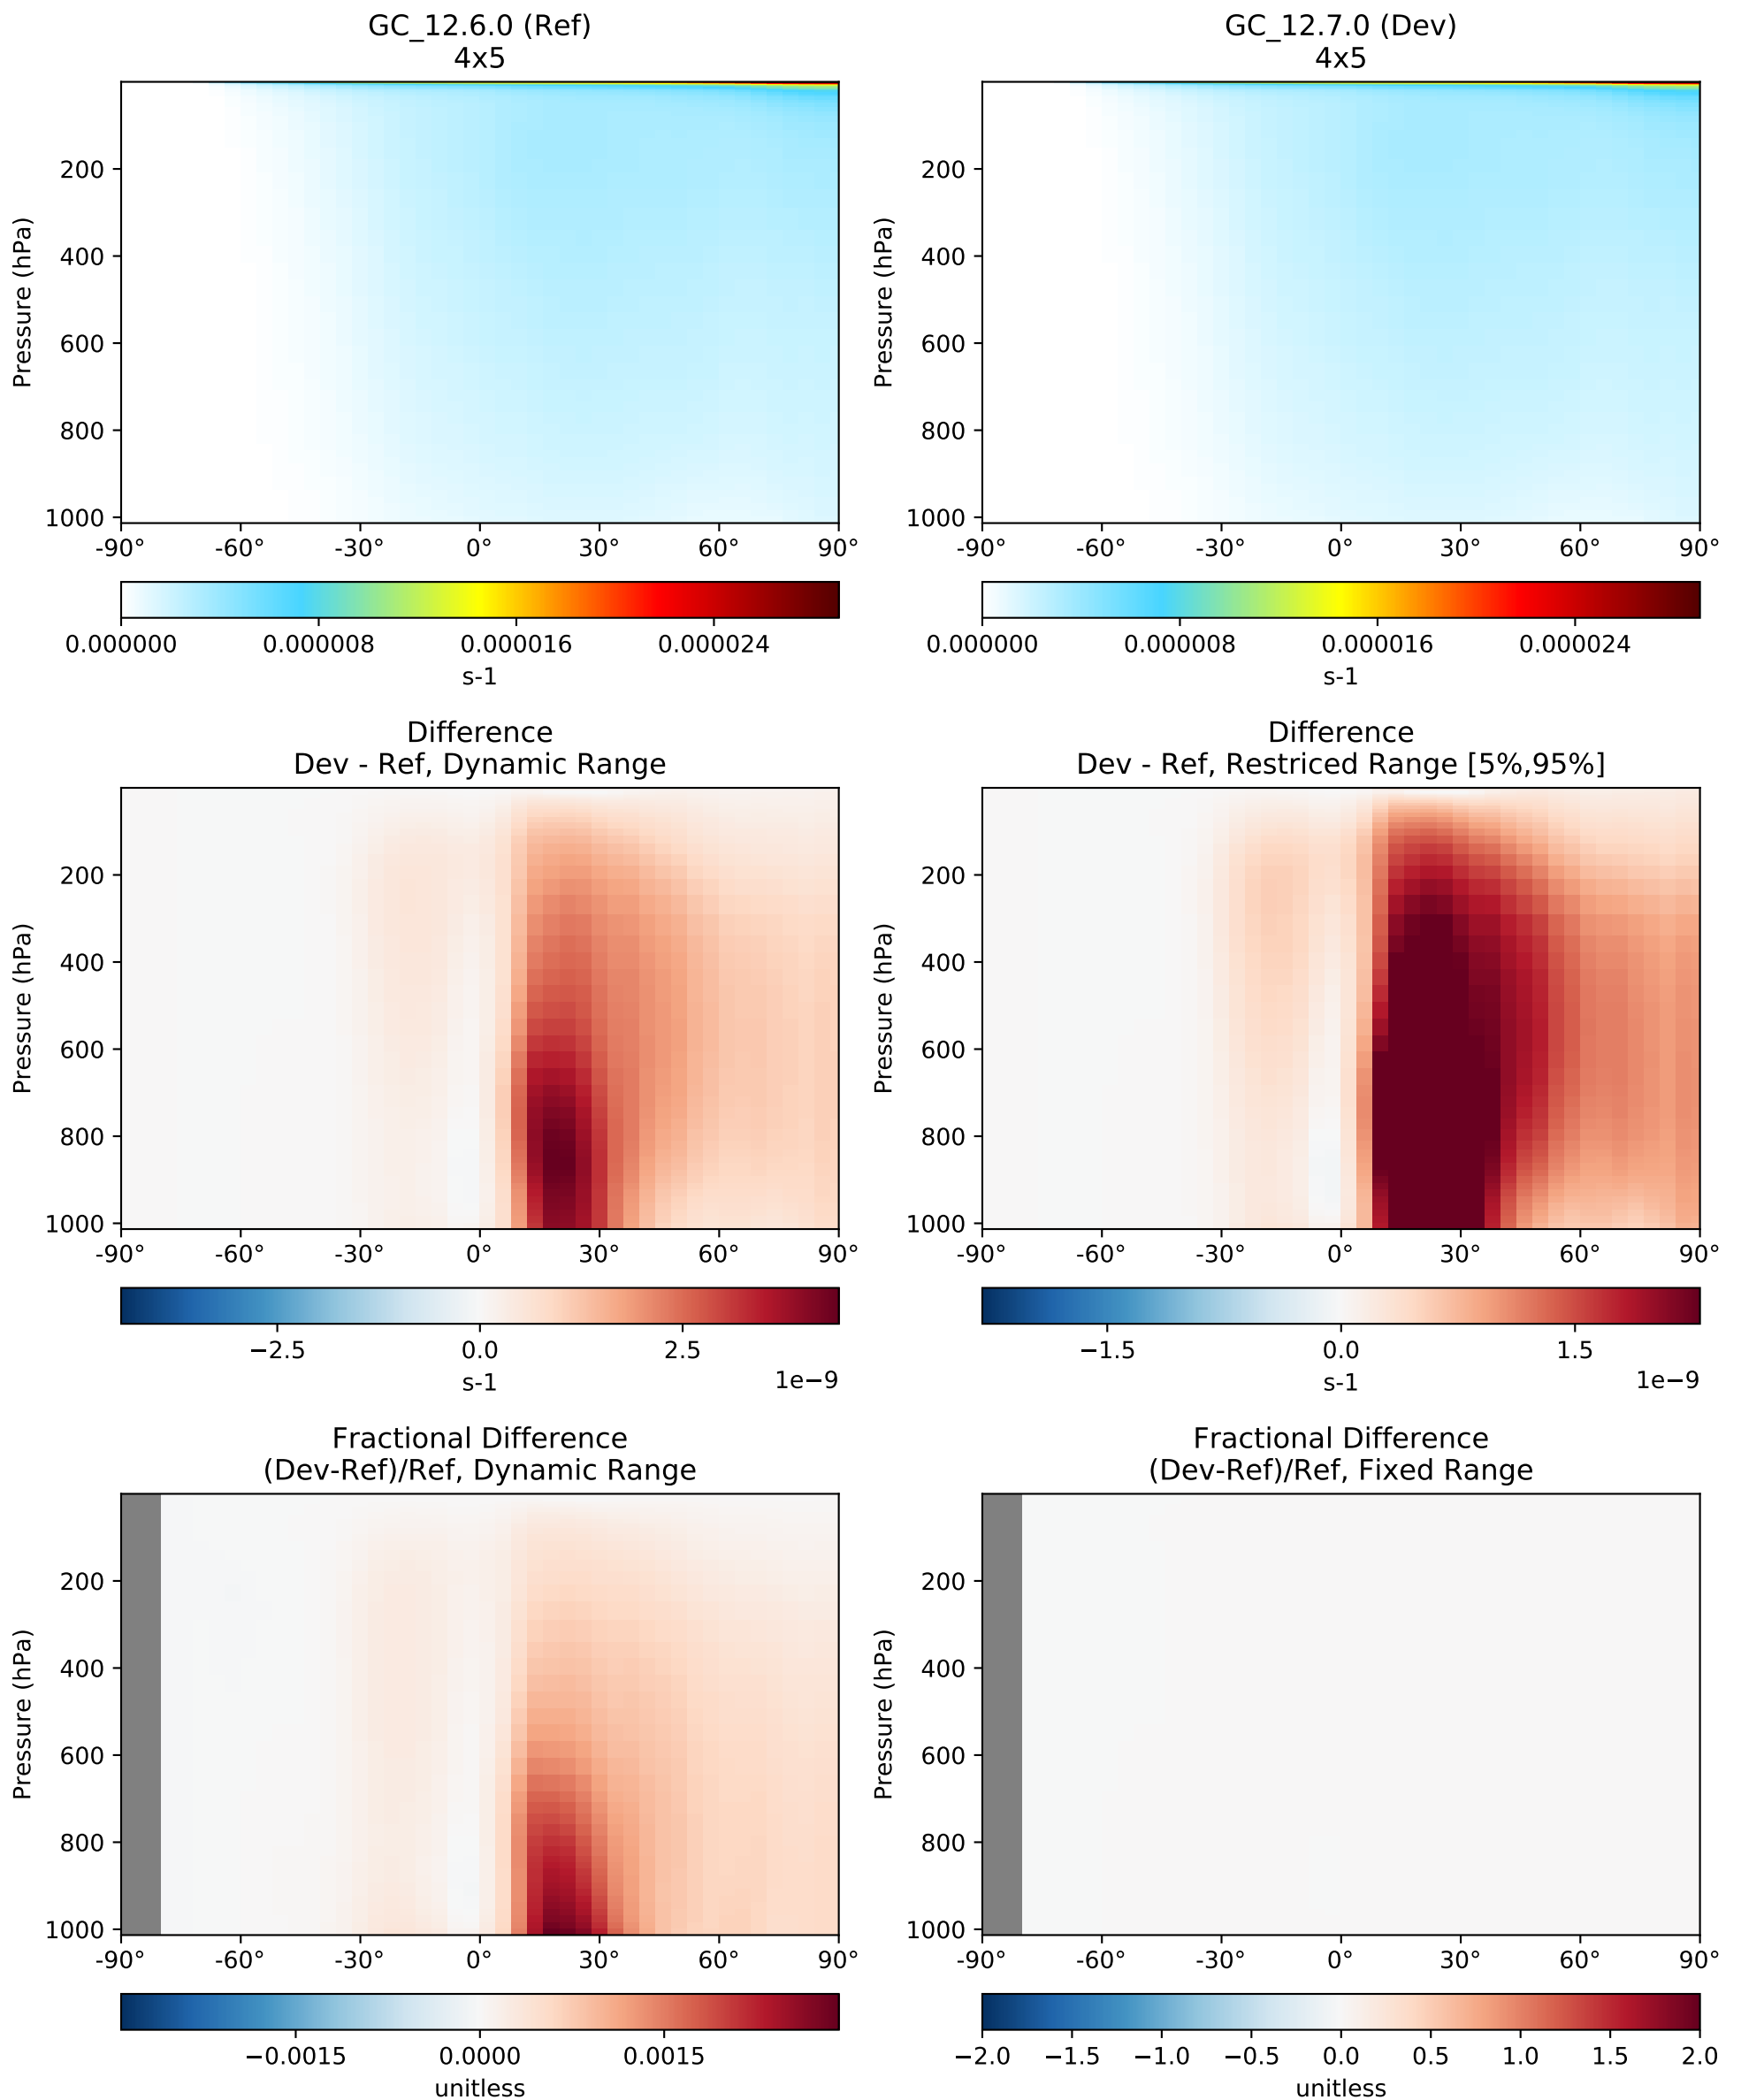 GC_12.6.0 (Ref)
4x5
GC_12.7.0 (Dev)
4x5
Pressure (hPa)
200
400
600
800
1000
-90° -60° -30° 0° 30° 60° 90°
0.000000 0.000008 0.000016 0.000024
s-1
Pressure (hPa)
200
400
600
800
1000
-90° -60° -30° 0° 30° 60° 90°
0.000000 0.000008 0.000016 0.000024
s-1
Difference
Dev - Ref, Dynamic Range
Pressure (hPa)
200
400
600
800
1000
-90° -60° -30° 0° 30° 60° 90°
−2.5 0.0 2.5
s-1
1e−9
Difference
Dev - Ref, Restriced Range [5%,95%]
Pressure (hPa)
200
400
600
800
1000
-90° -60° -30° 0° 30° 60° 90°
−1.5 0.0 1.5
s-1
1e−9
Fractional Difference
(Dev-Ref)/Ref, Dynamic Range
Pressure (hPa)
200
400
600
800
1000
-90° -60° -30° 0° 30° 60° 90°
−0.0015 0.0000 0.0015
unitless
Fractional Difference
(Dev-Ref)/Ref, Fixed Range
Pressure (hPa)
200
400
600
800
1000
-90° -60° -30° 0° 30° 60° 90°
−2.0 −1.5 −1.0 −0.5 0.0 0.5 1.0 1.5 2.0
unitless